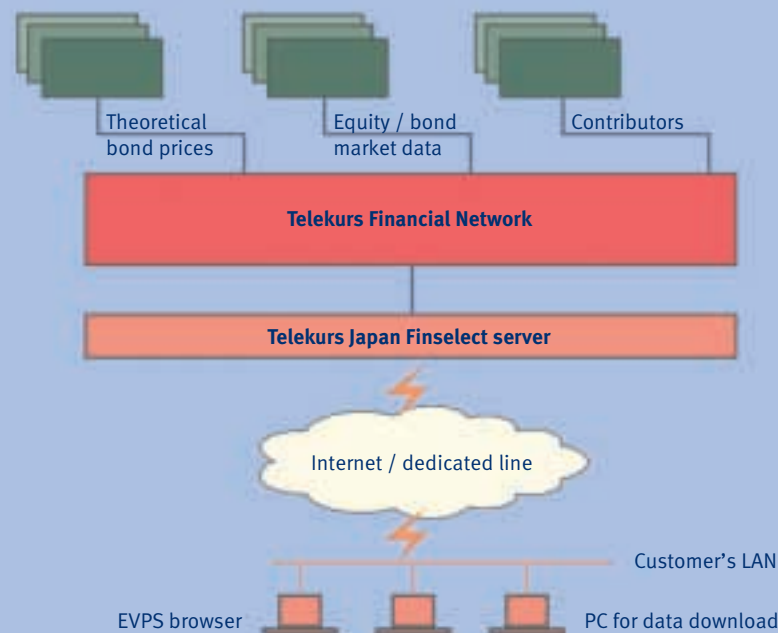 Theoretical
bond prices
Equity / bond
market data
Contributors
Telekurs Financial Network
Telekurs Japan Finselect server
Internet / dedicated line
Customer's LAN
EVPS browser
PC for data download